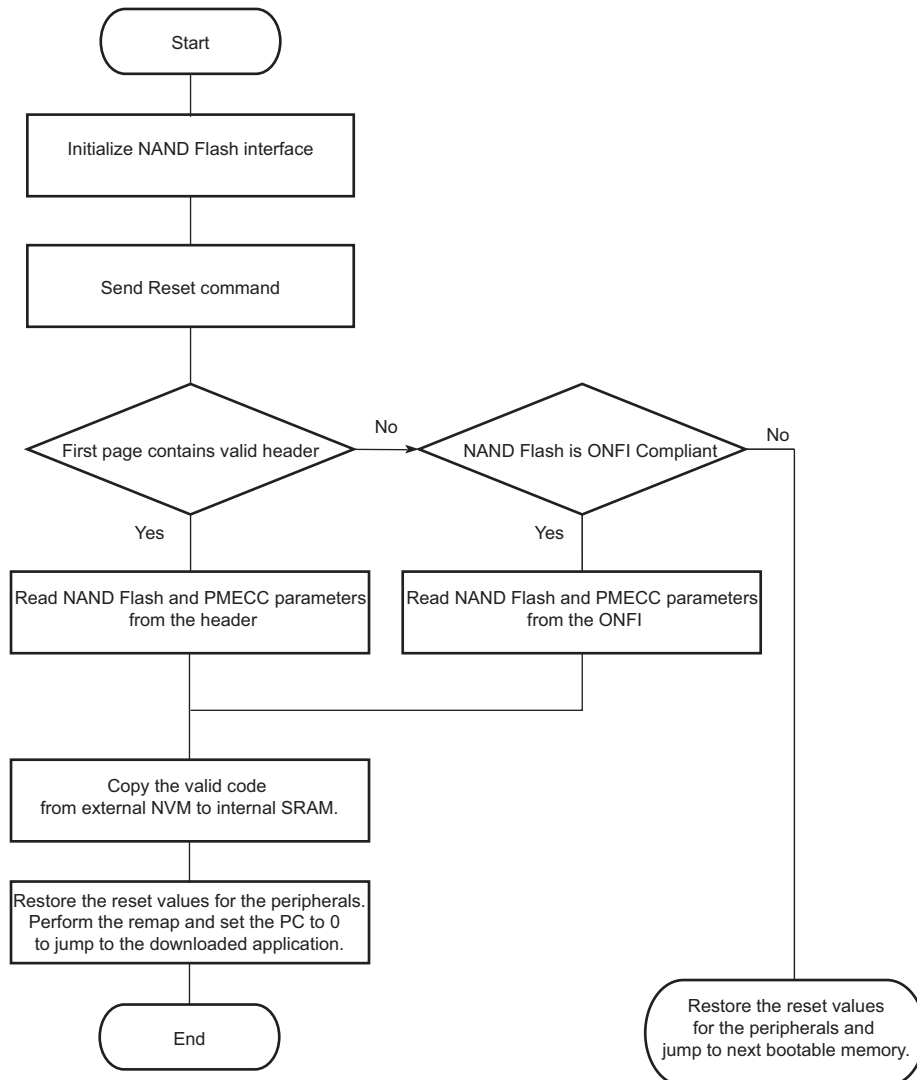 Start
Initialize NAND Flash interface
Send Reset command
First page contains valid header
No
NAND Flash is ONFI Compliant
No
Yes
Yes
Read NAND Flash and PMECC parameters
from the header
Read NAND Flash and PMECC parameters
from the ONFI
Copy the valid code
from external NVM to internal SRAM.
Restore the reset values for the peripherals.
Perform the remap and set the PC to 0
to jump to the downloaded application.
End
Restore the reset values
for the peripherals and
jump to next bootable memory.